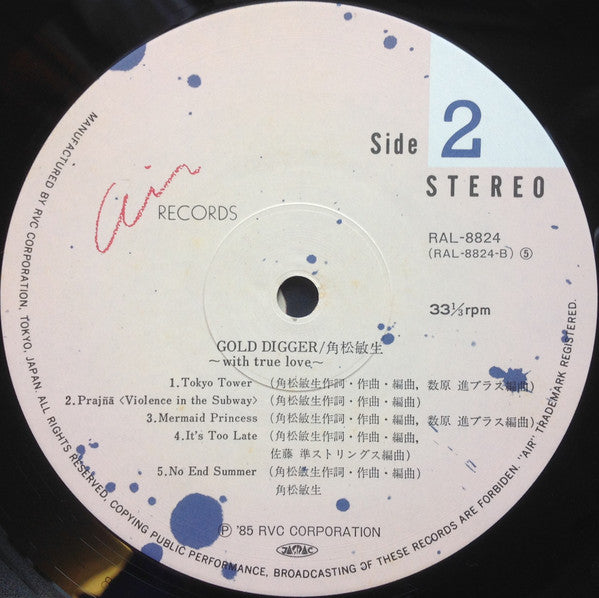 Side 2
STEREO
Air RECORDS
RAL-8824
(RAL-8824-B) ⑤
33⅓rpm
GOLD DIGGER/角松敏生
～with true love～
1.Tokyo Tower (角松敏生作詞・作曲・編曲, 数原 進ブラス編曲)
2.Prajñā <Violence in the Subway> (角松敏生作詞・作曲・編曲)
3.Mermaid Princess (角松敏生作詞・作曲・編曲, 数原 進ブラス編曲)
4.It's Too Late (角松敏生作詞・作曲・編曲,
佐藤 準ストリングス編曲)
5.No End Summer (角松敏生作詞・作曲・編曲)
角松敏生
Ⓟ '85 RVC CORPORATION
JASRAC
MANUFACTURED BY RVC CORPORATION, TOKYO, JAPAN. ALL RIGHTS RESERVED. COPYING PUBLIC PERFORMANCE, BROADCASTING OF THESE RECORDS ARE FORBIDDEN. "AIR" TRADEMARK REGISTERED.